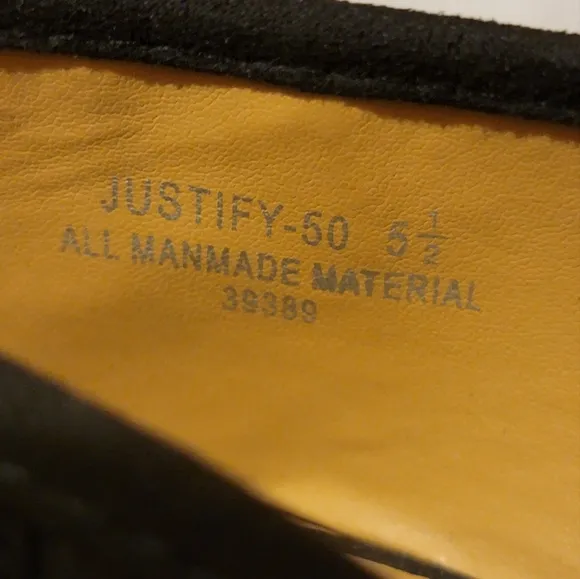 JUSTIFY-50 5 1/2
ALL MANMADE MATERIAL
39389